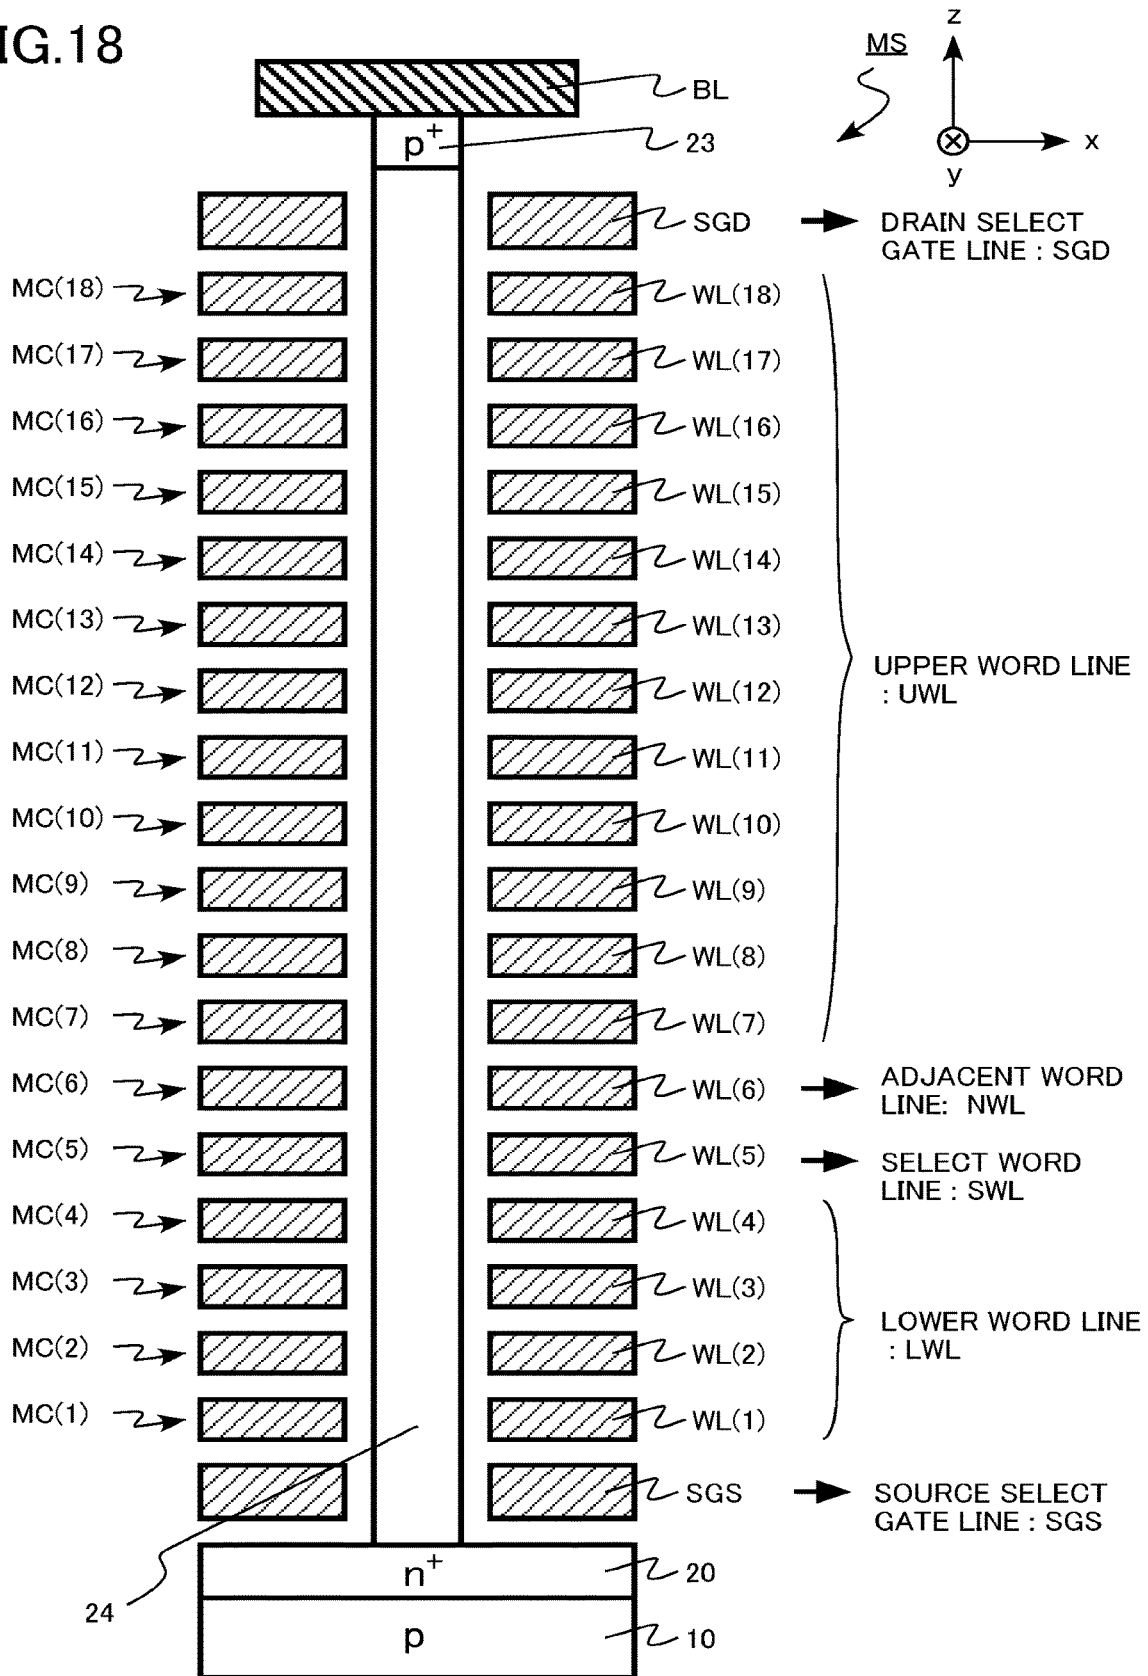 IG.18
z
MS
x
y
BL
p+
23
SGD
DRAIN SELECT
GATE LINE : SGD
MC(18)
WL(18)
MC(17)
WL(17)
MC(16)
WL(16)
MC(15)
WL(15)
MC(14)
WL(14)
MC(13)
WL(13)
UPPER WORD LINE
: UWL
MC(12)
WL(12)
MC(11)
WL(11)
MC(10)
WL(10)
MC(9)
WL(9)
MC(8)
WL(8)
MC(7)
WL(7)
MC(6)
WL(6)
ADJACENT WORD
LINE: NWL
MC(5)
WL(5)
SELECT WORD
LINE : SWL
MC(4)
WL(4)
MC(3)
WL(3)
LOWER WORD LINE
: LWL
MC(2)
WL(2)
MC(1)
WL(1)
SGS
SOURCE SELECT
GATE LINE : SGS
n+
20
24
p
10